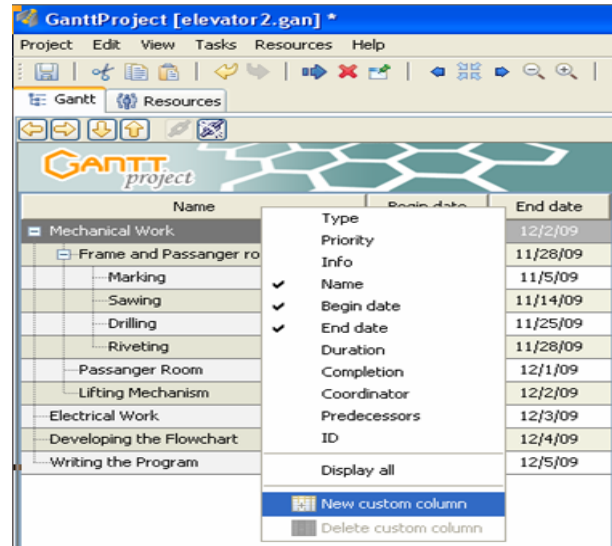 GanttProject [elevator2.gan] *
Project Edit View Tasks Resources Help
Gantt Resources
GANTT
project
Name Begin date End date
Mechanical Work 12/2/09
Frame and Passanger ro 11/28/09
Marking 11/5/09
Sawing 11/14/09
Drilling 11/25/09
Riveting 11/28/09
Passanger Room 12/1/09
Lifting Mechanism 12/2/09
Electrical Work 12/3/09
Developing the Flowchart 12/4/09
Writing the Program 12/5/09
Type
Priority
Info
Name
Begin date
End date
Duration
Completion
Coordinator
Predecessors
ID
Display all
New custom column
Delete custom column